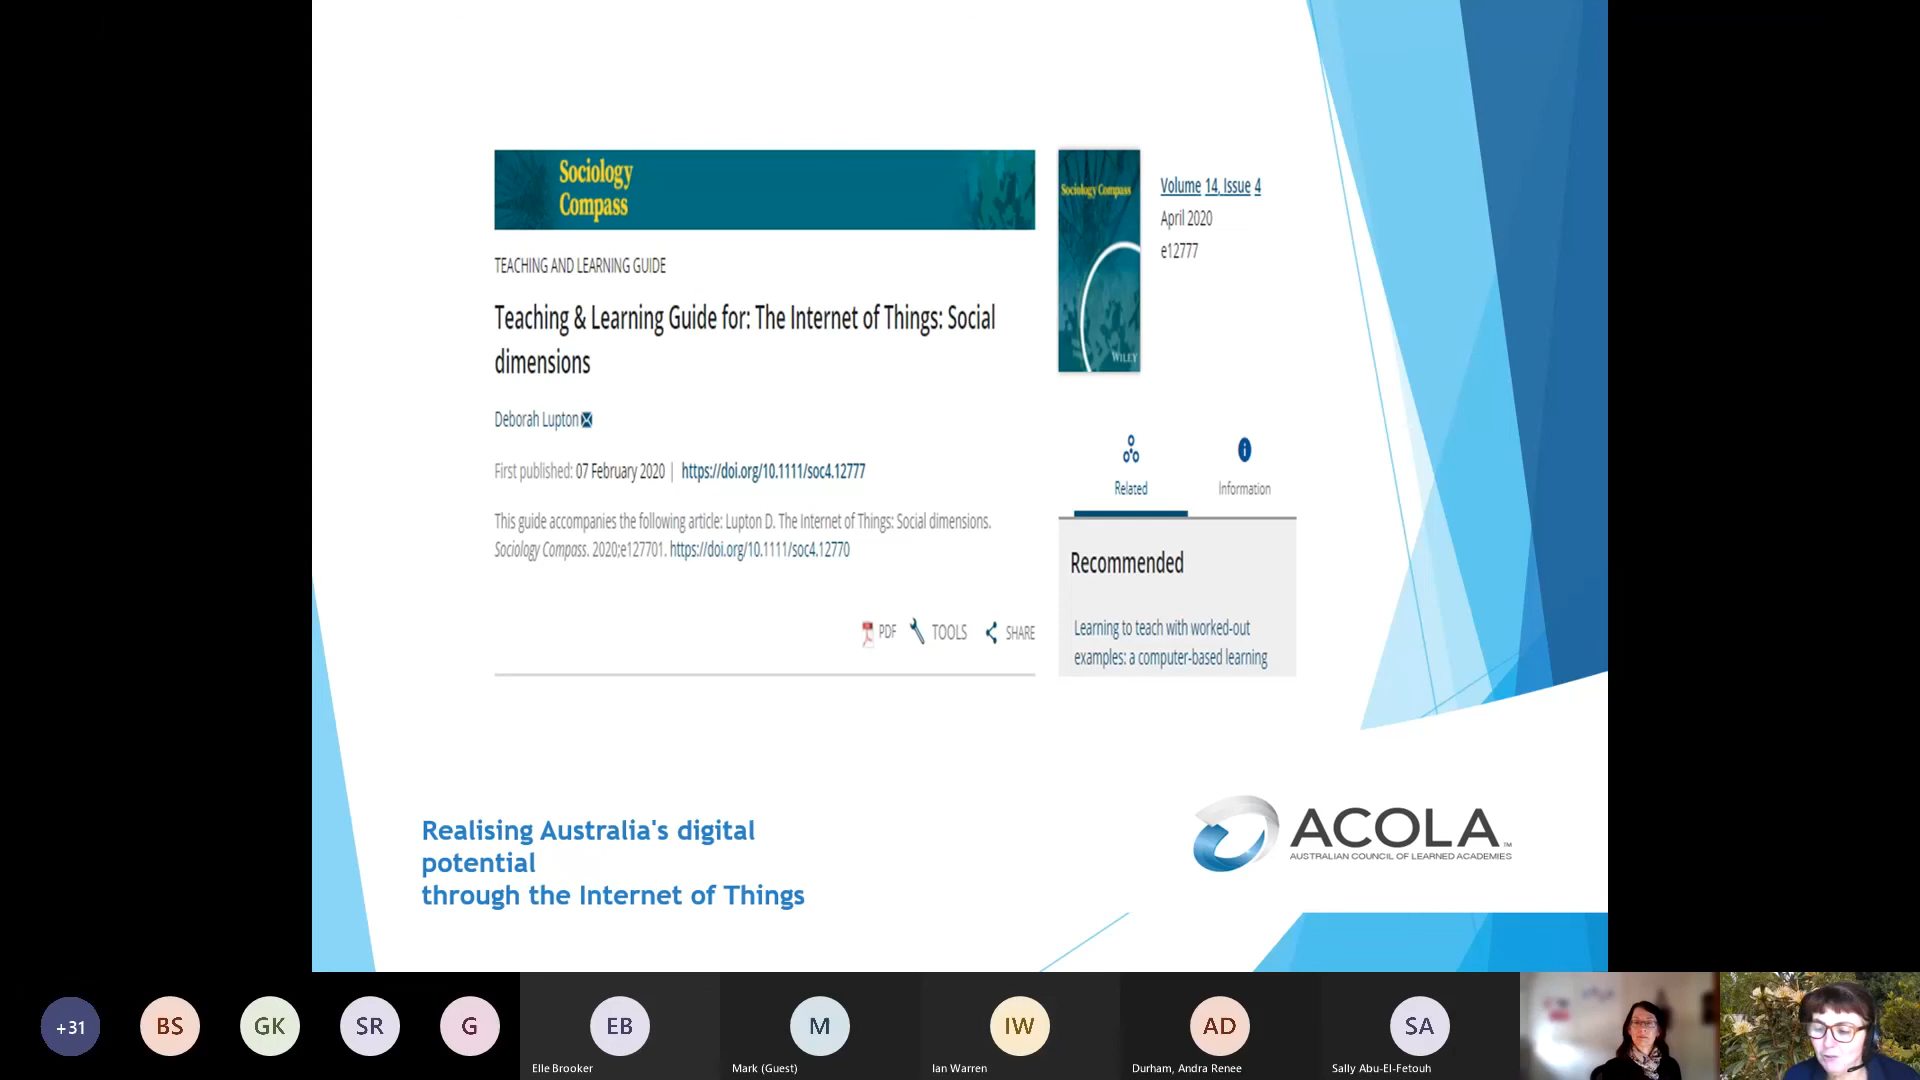 Sociology
Compass
TEACHING AND LEARNING GUIDE
Teaching & Learning Guide for: The Internet of Things: Social
dimensions
Deborah Lupton
First published: 07 February 2020 | https://doi.org/10.1111/soc4.12777
This guide accompanies the following article: Lupton D. The Internet of Things: Social dimensions.
Sociology Compass. 2020;e127701. https://doi.org/10.1111/soc4.12770
PDF TOOLS SHARE
Sociology Compass
WILEY
Volume 14, Issue 4
April 2020
e12777
i
Related Information
Recommended
Learning to teach with worked-out
examples: a computer-based learning
Realising Australia's digital
potential
through the Internet of Things
ACOLA™
AUSTRALIAN COUNCIL OF LEARNED ACADEMIES
+31 BS GK SR G EB M IW AD SA
Elle Brooker Mark (Guest) Ian Warren Durham, Andra Renee Sally Abu-El-Fetouh